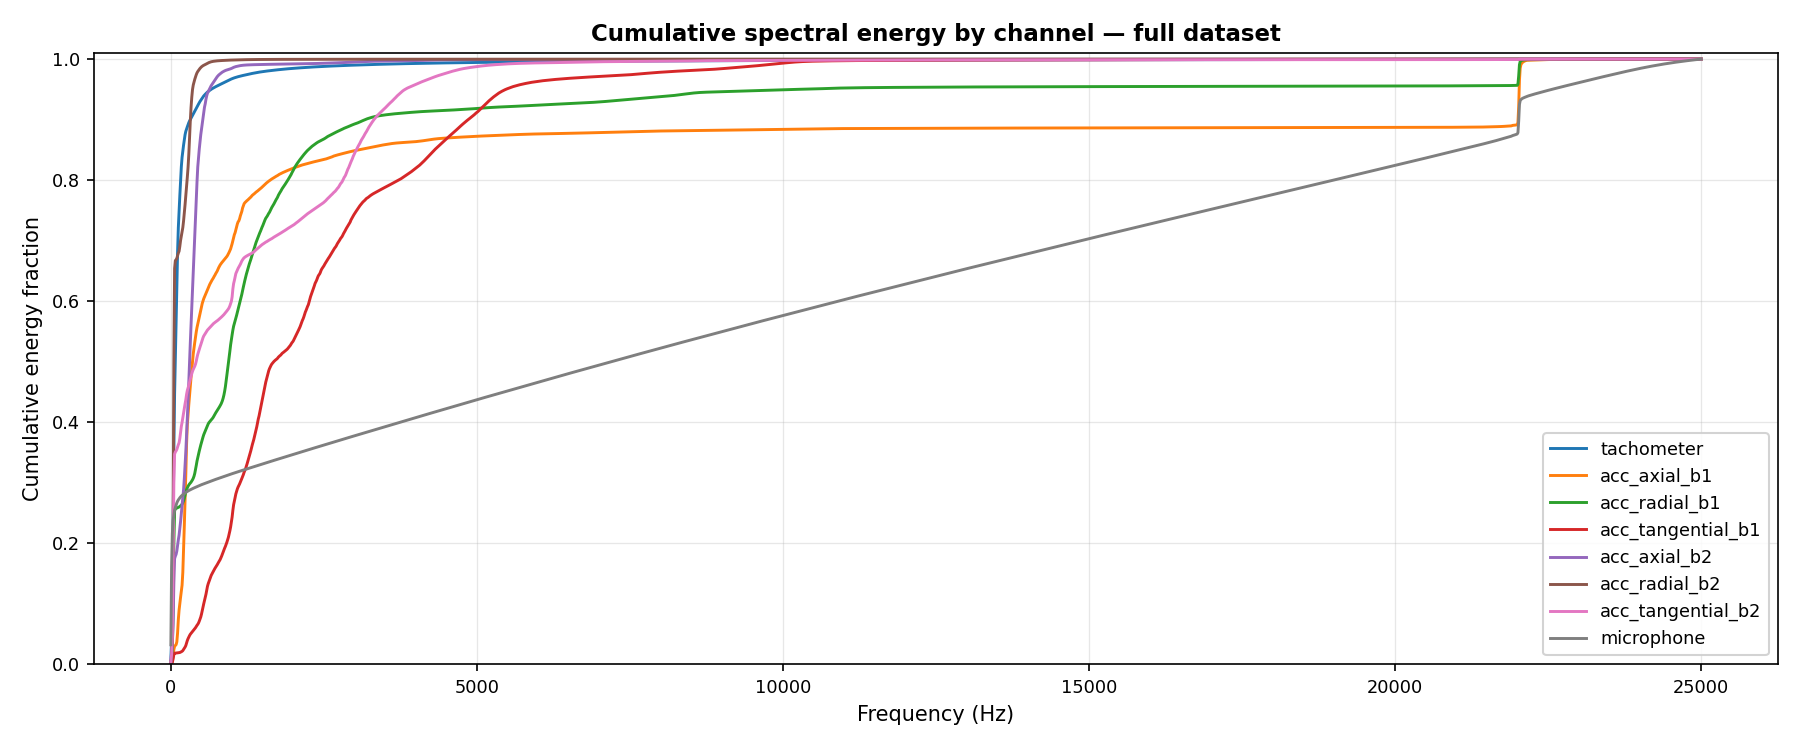 Cumulative spectral energy by channel — full dataset
Cumulative energy fraction
1.0
0.8
0.6
0.4
0.2
0.0
tachometer
acc_axial_b1
acc_radial_b1
acc_tangential_b1
acc_axial_b2
acc_radial_b2
acc_tangential_b2
microphone
0 5000 10000 15000 20000 25000
Frequency (Hz)